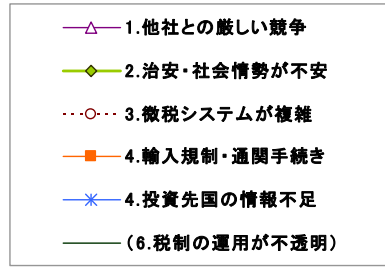 1.他社との厳しい競争
2.治安・社会情勢が不安
3.徴税システムが複雑
4.輸入規制・通関手続き
4.投資先国の情報不足
（6.税制の運用が不透明）